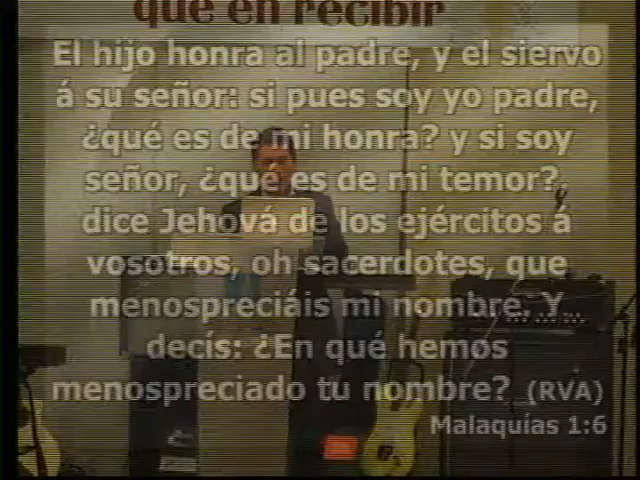 que en recibir
El hijo honra al padre, y el siervo
á su señor: si pues soy yo padre,
¿qué es de mi honra? y si soy
señor, ¿qué es de mi temor?,
dice Jehová de los ejércitos á
vosotros, oh sacerdotes, que
menospreciáis mi nombre. Y
decís: ¿En qué hemos
menospreciado tu nombre? (RVA)
Malaquías 1:6